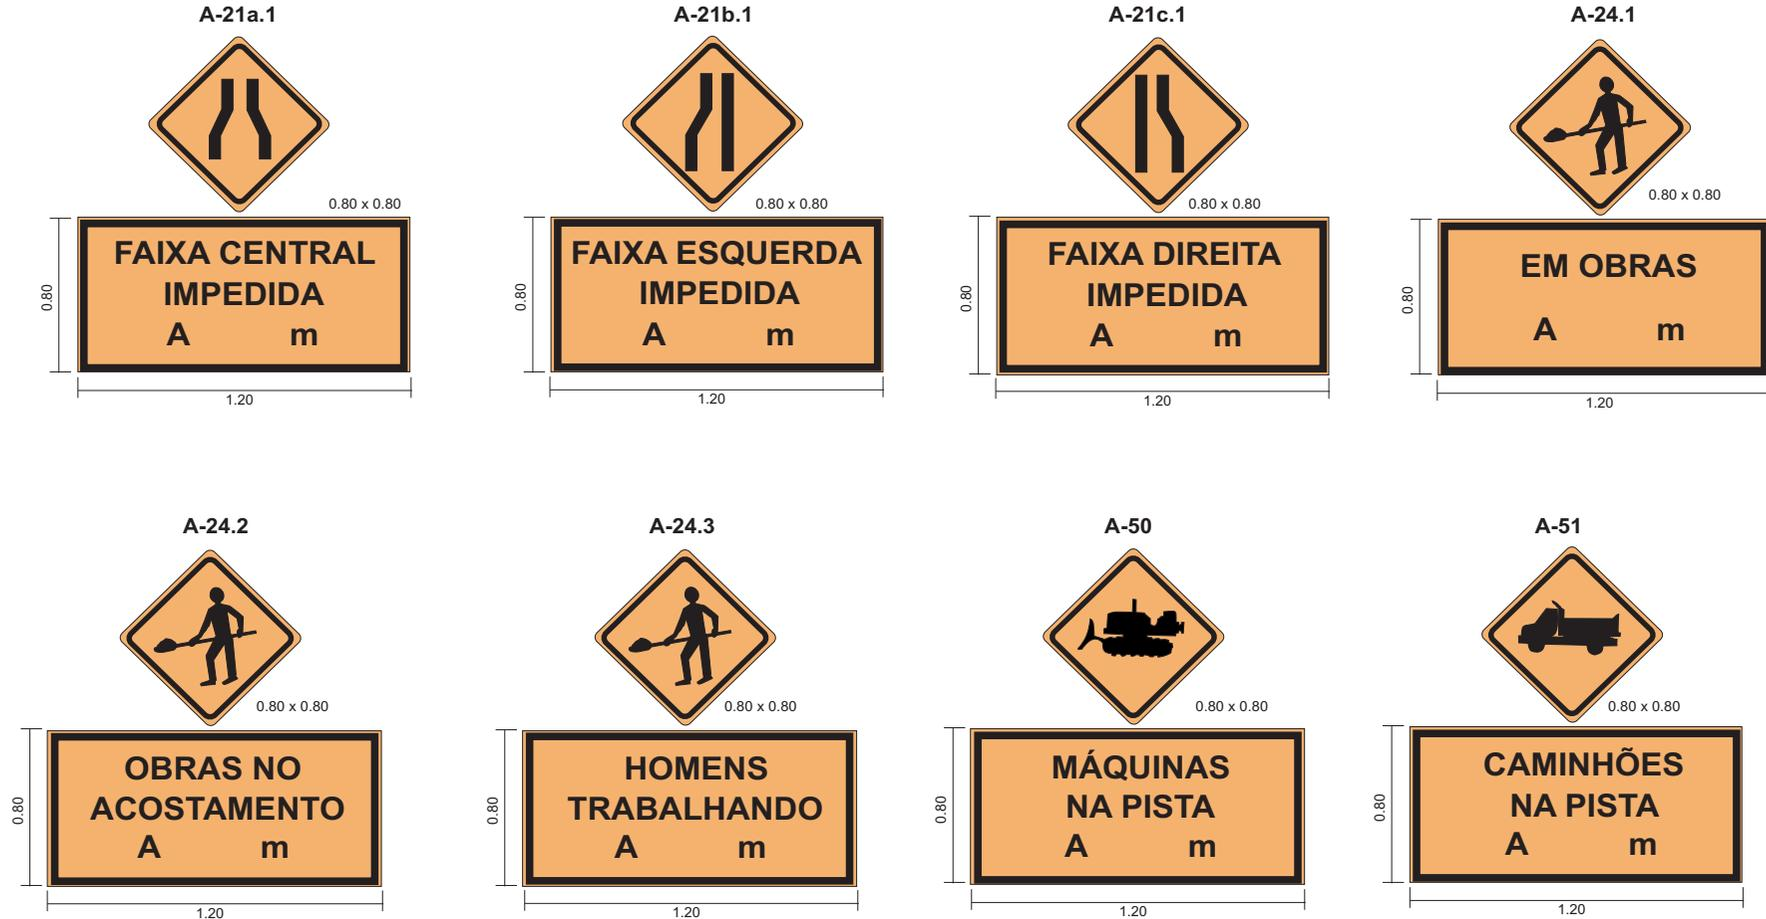 A-21a.1
A-21b.1
A-21c.1
A-24.1
0.80 x 0.80
0.80 x 0.80
0.80 x 0.80
0.80 x 0.80
0.80
FAIXA CENTRAL
IMPEDIDA
A m
1.20
0.80
FAIXA ESQUERDA
IMPEDIDA
A m
1.20
0.80
FAIXA DIREITA
IMPEDIDA
A m
1.20
0.80
EM OBRAS
A m
1.20
A-24.2
A-24.3
A-50
A-51
0.80 x 0.80
0.80 x 0.80
0.80 x 0.80
0.80 x 0.80
0.80
OBRAS NO
ACOSTAMENTO
A m
1.20
0.80
HOMENS
TRABALHANDO
A m
1.20
0.80
MÁQUINAS
NA PISTA
A m
1.20
0.80
CAMINHÕES
NA PISTA
A m
1.20